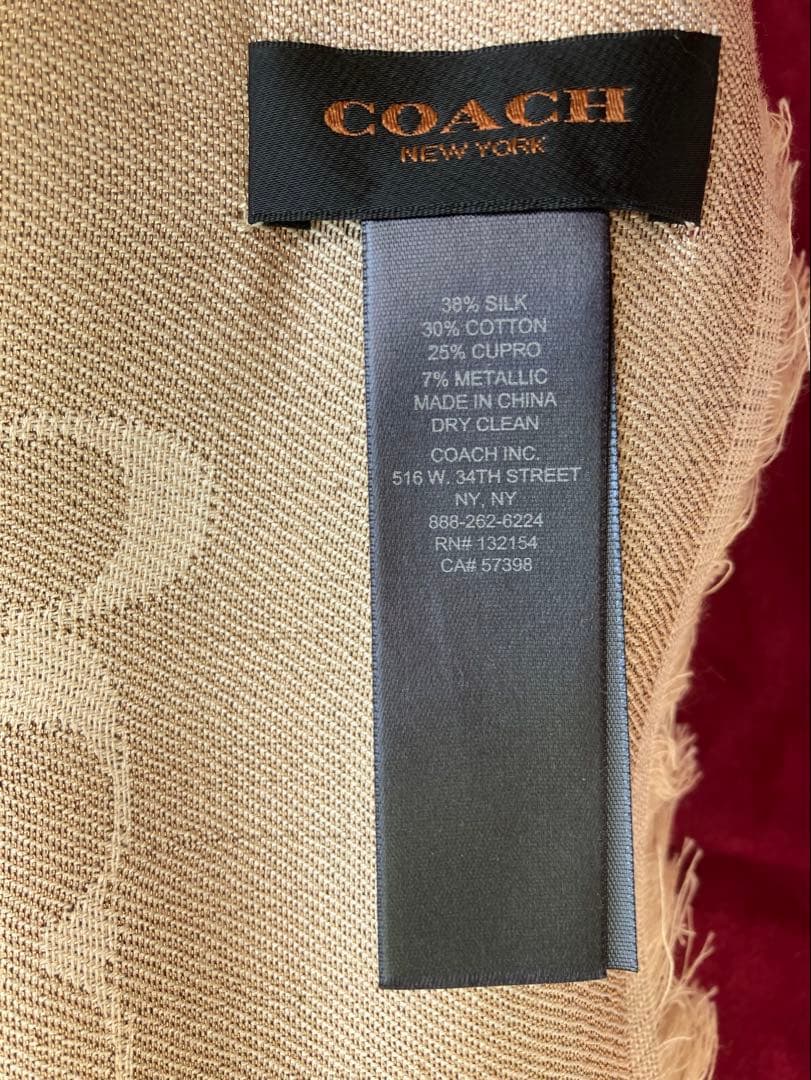 COACH
NEW YORK
38% SILK
30% COTTON
25% CUPRO
7% METALLIC
MADE IN CHINA
DRY CLEAN
COACH INC.
516 W. 34TH STREET
NY, NY
888-262-6224
RN# 132154
CA# 57398